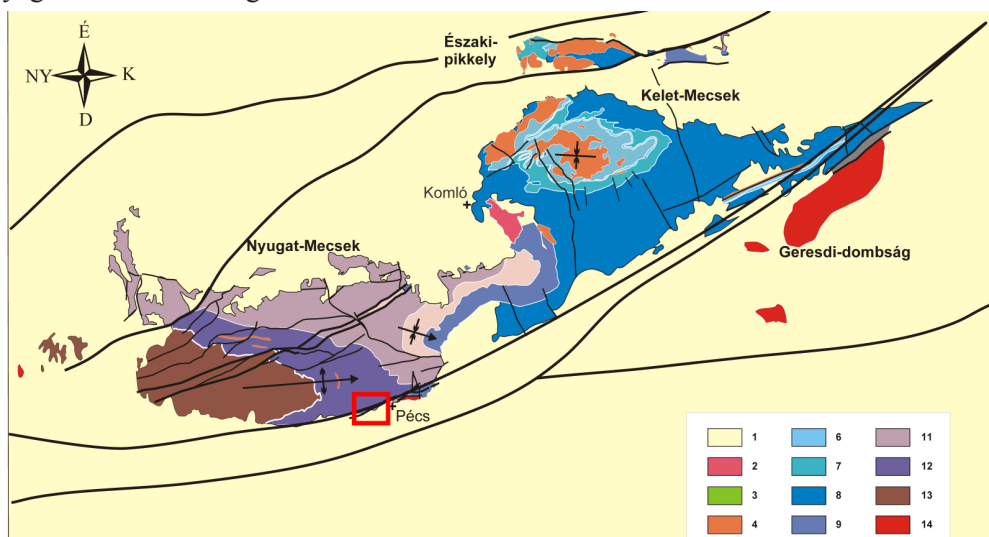 É
NY
K
D
Északi-
pikkely
Kelet-Mecsek
Komló
Nyugat-Mecsek
Geresdi-dombság
Pécs
1
2
3
4
6
7
8
9
11
12
13
14